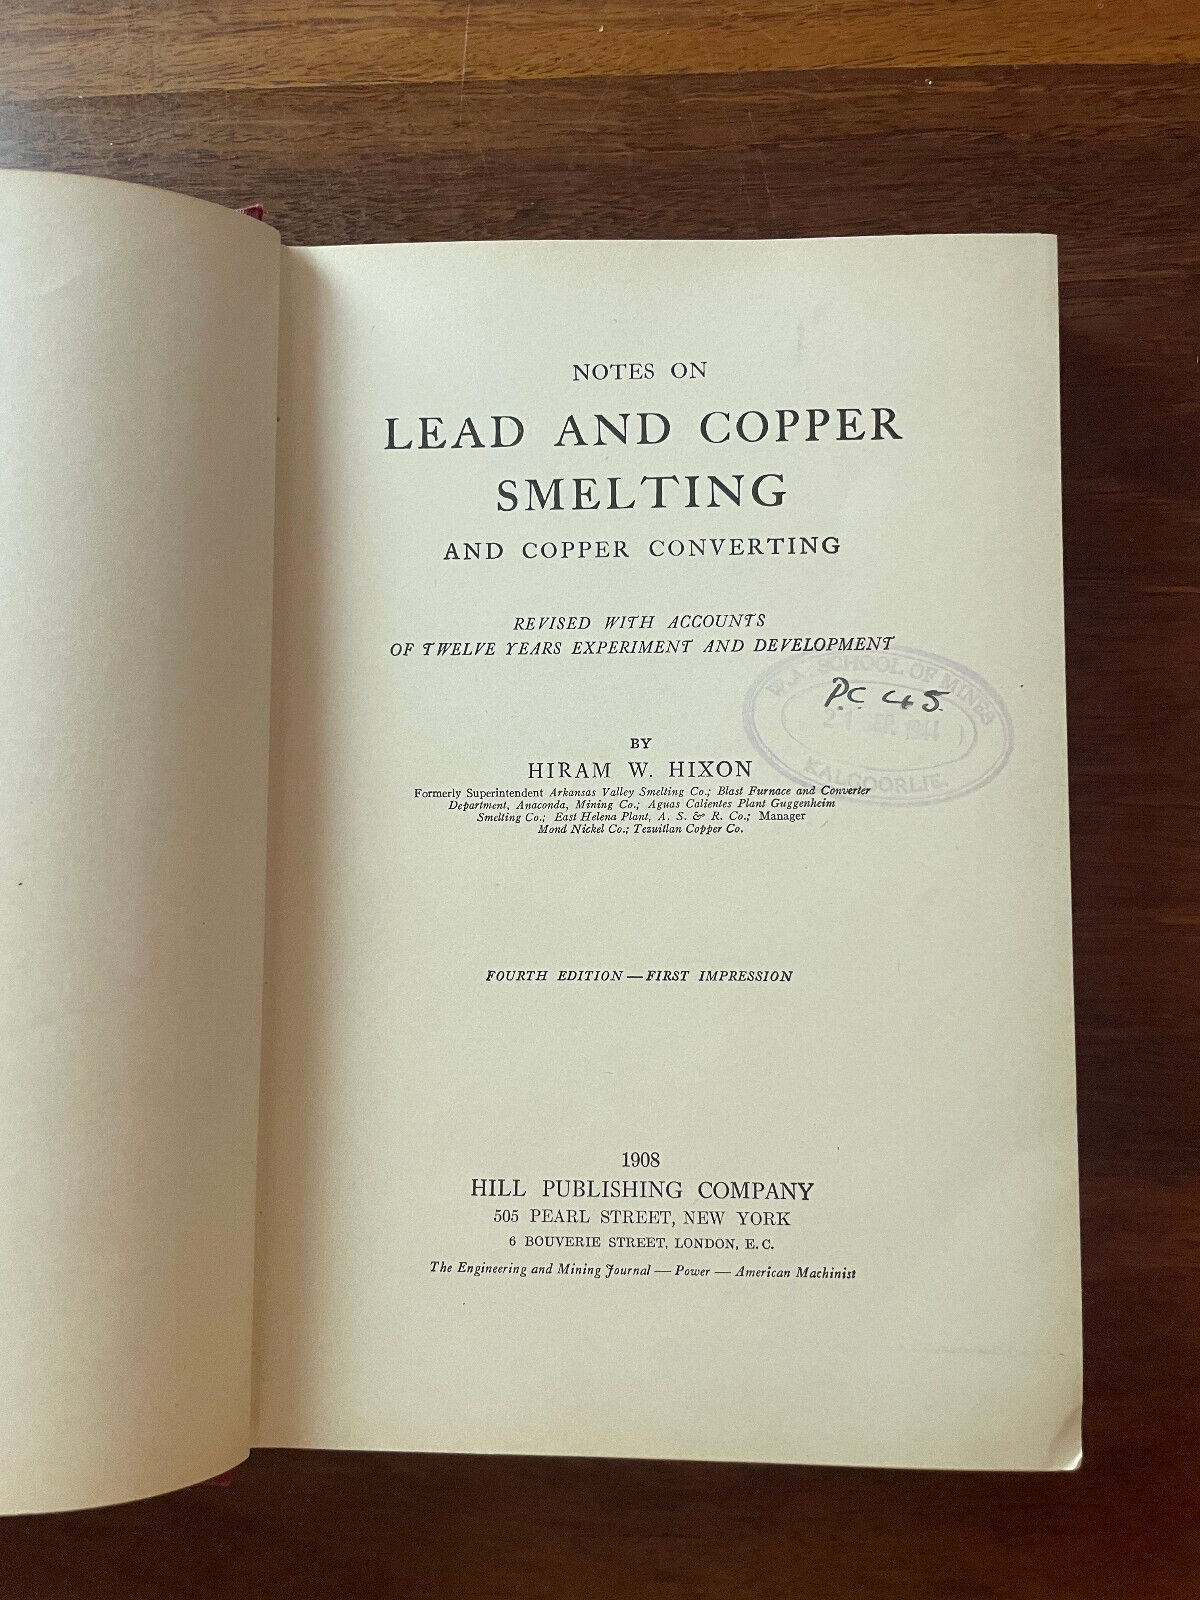 NOTES ON
LEAD AND COPPER
SMELTING
AND COPPER CONVERTING
REVISED WITH ACCOUNTS
OF TWELVE YEARS EXPERIMENT AND DEVELOPMENT
W.A. SCHOOL OF MINES
P.C. 45.
KALGOORLIE
BY
HIRAM W. HIXON
Formerly Superintendent Arkansas Valley Smelting Co.; Blast Furnace and Converter
Department, Anaconda, Mining Co.; Aguas Calientes Plant Guggenheim
Smelting Co.; East Helena Plant, A. S. & R. Co.; Manager
Mond Nickel Co.; Tezuitlan Copper Co.
FOURTH EDITION — FIRST IMPRESSION
1908
HILL PUBLISHING COMPANY
505 PEARL STREET, NEW YORK
6 BOUVERIE STREET, LONDON, E. C.
The Engineering and Mining Journal — Power — American Machinist